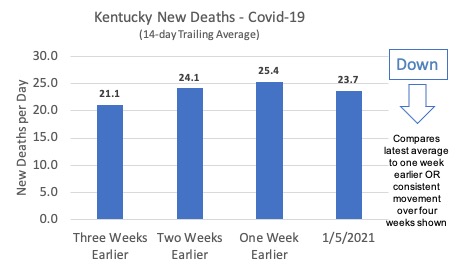 Kentucky New Deaths - Covid-19
(14-day Trailing Average)
New Deaths per Day
30.0
25.0
20.0
15.0
10.0
5.0
0.0
21.1
24.1
25.4
23.7
Three Weeks
Earlier
Two Weeks
Earlier
One Week
Earlier
1/5/2021
Down
Compares
latest average
to one week
earlier OR
consistent
movement
over four
weeks shown